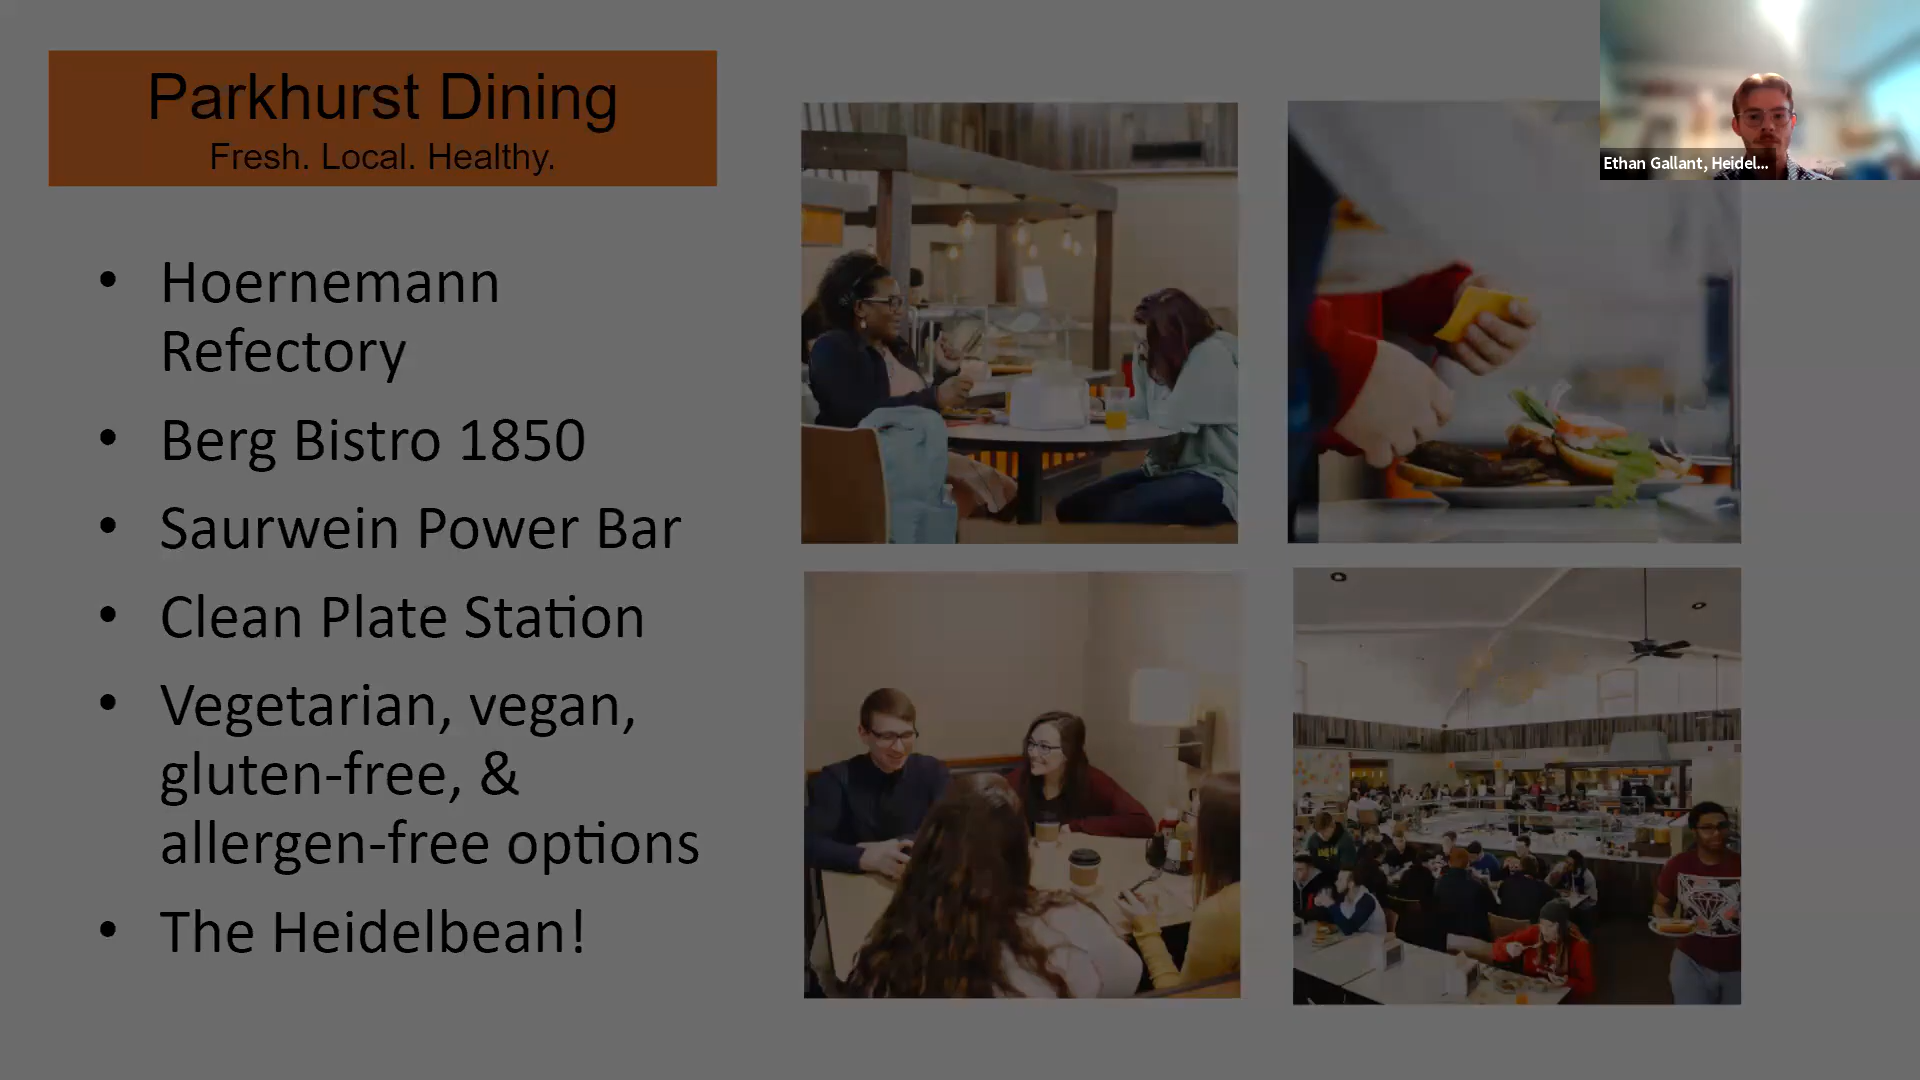 Parkhurst Dining
Fresh. Local. Healthy.
• Hoernemann
Refectory
• Berg Bistro 1850
• Saurwein Power Bar
• Clean Plate Station
• Vegetarian, vegan,
gluten-free, &
allergen-free options
• The Heidelbean!
Ethan Gallant, Heidel...